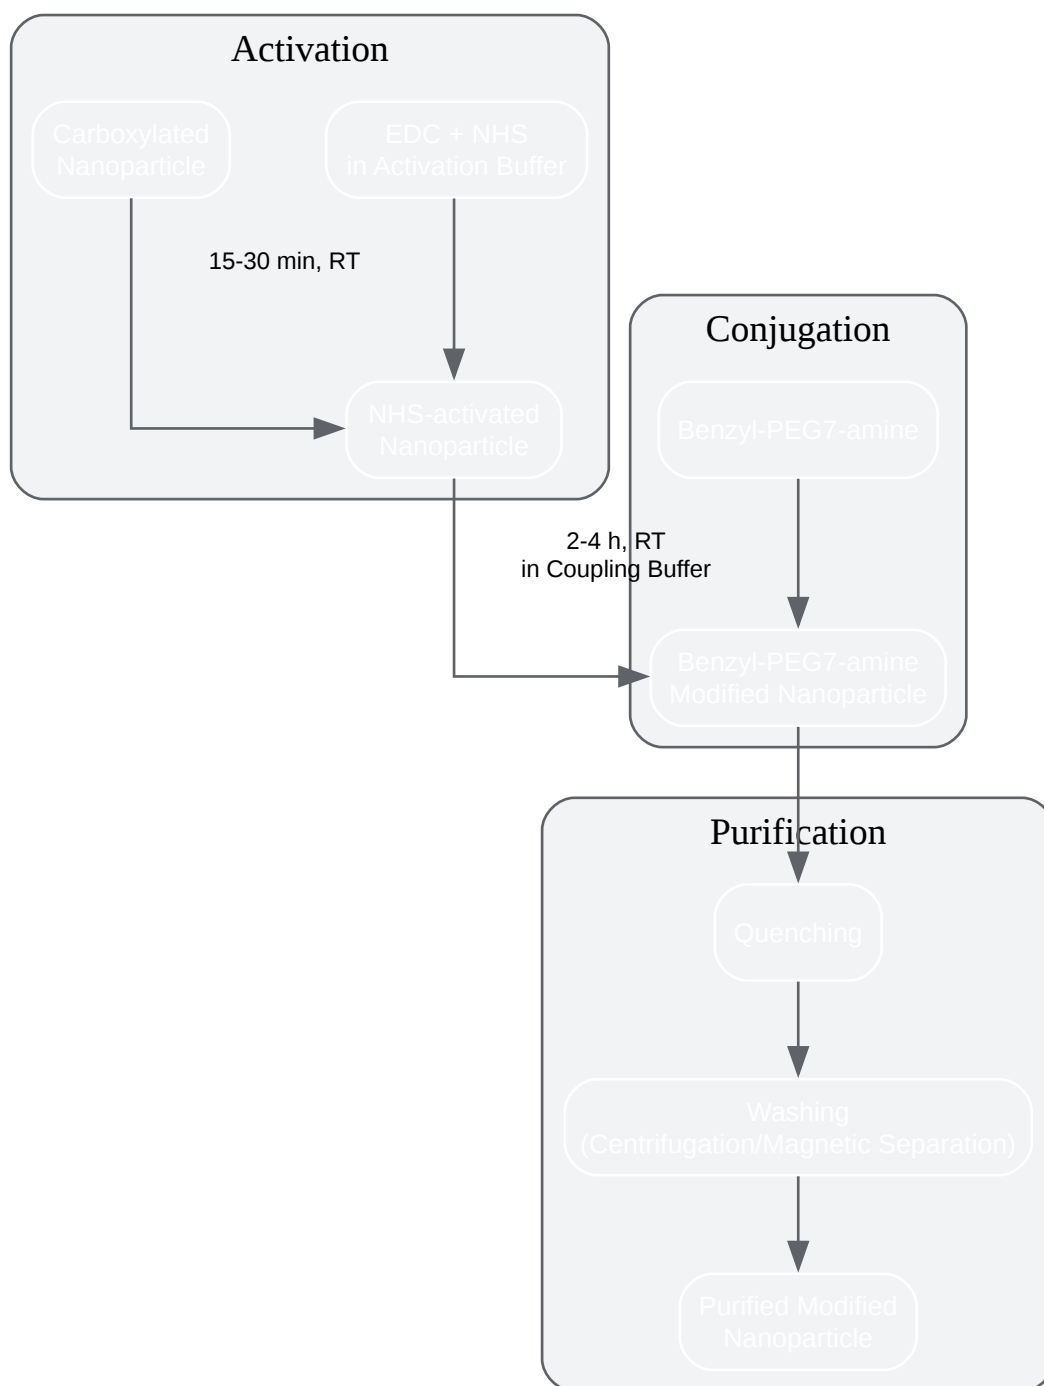 Activation
Carboxylated
Nanoparticle
EDC + NHS
in Activation Buffer
15-30 min, RT
NHS-activated
Nanoparticle
Conjugation
Benzyl-PEG7-amine
2-4 h, RT
in Coupling Buffer
Benzyl-PEG7-amine
Modified Nanoparticle
Purification
Quenching
Washing
(Centrifugation/Magnetic Separation)
Purified Modified
Nanoparticle